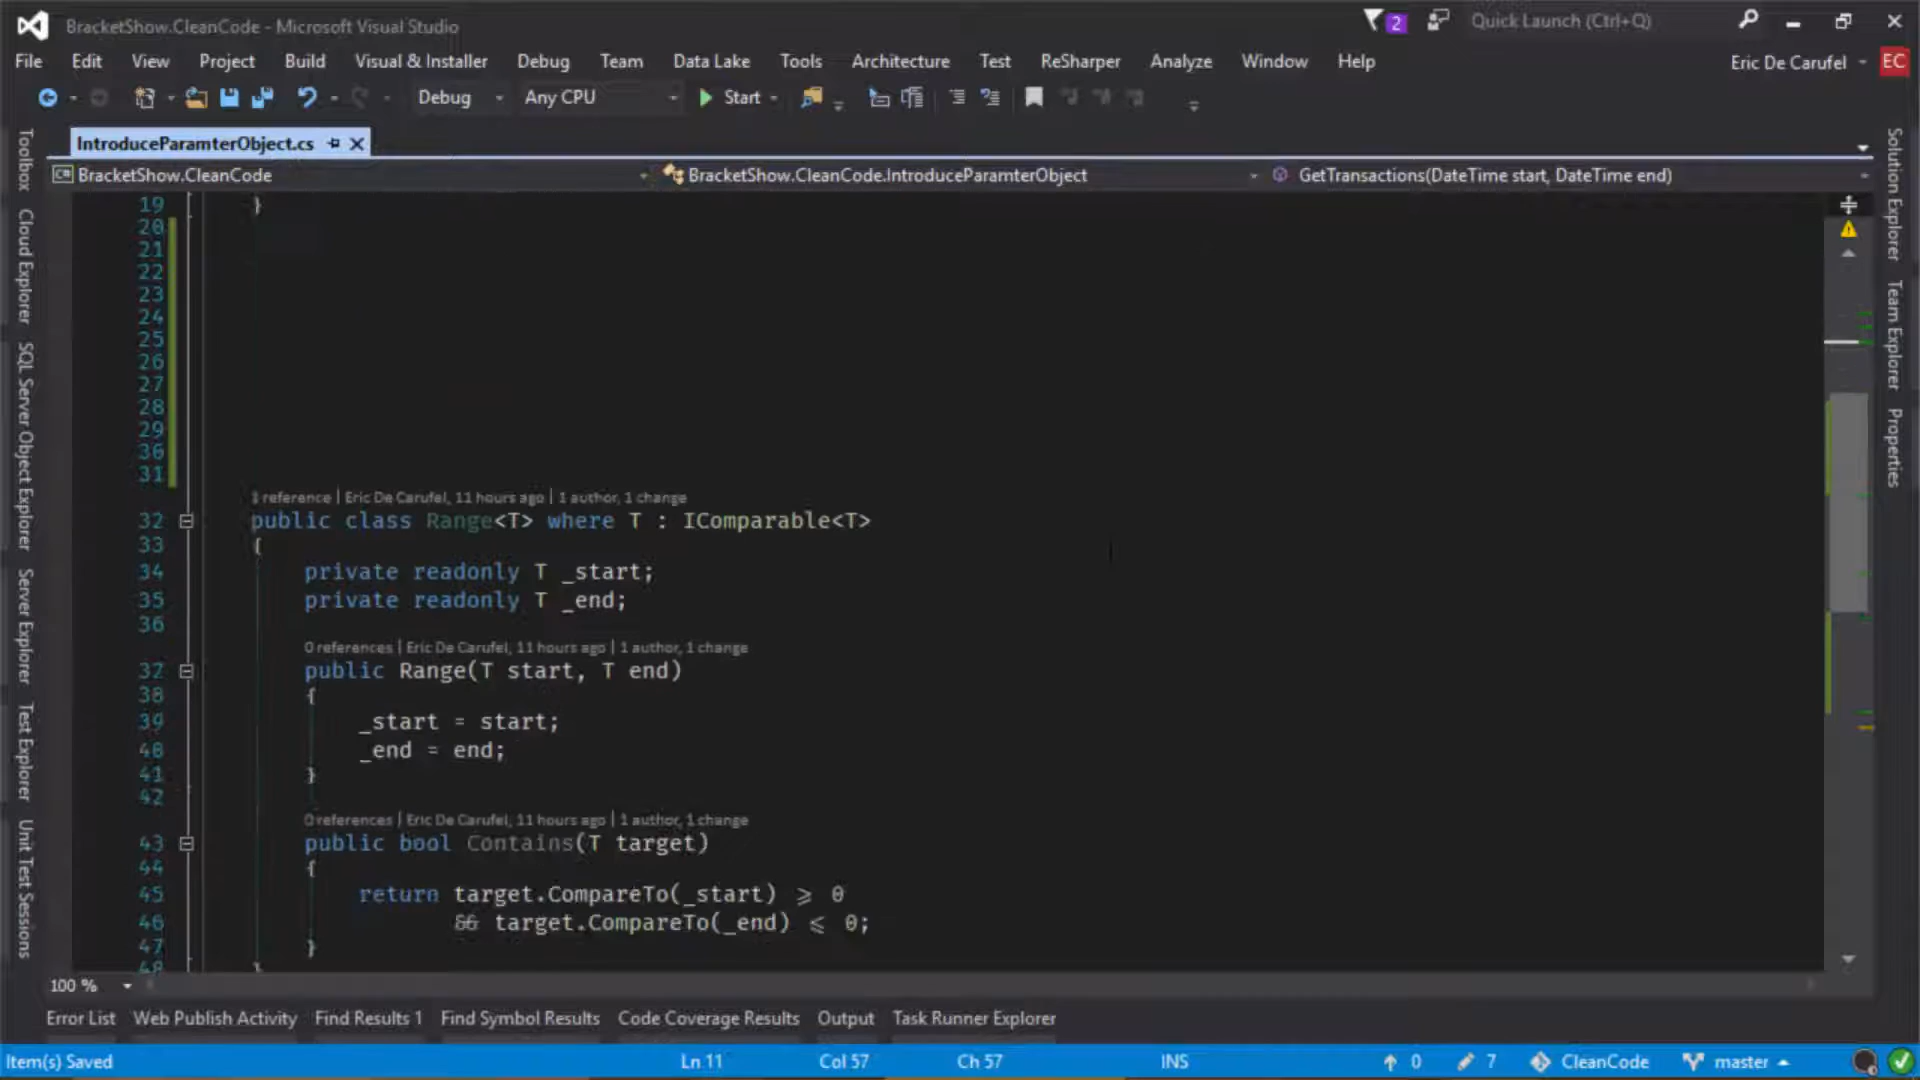 BracketShow.CleanCode - Microsoft Visual Studio
2
Quick Launch (Ctrl+Q)
File Edit View Project Build Visual & Installer Debug Team Data Lake Tools Architecture Test ReSharper Analyze Window Help
Eric De Carufel EC
Debug Any CPU Start
IntroduceParamterObject.cs
BracketShow.CleanCode BracketShow.CleanCode.IntroduceParamterObject GetTransactions(DateTime start, DateTime end)
Toolbox
Cloud Explorer
SQL Server Object Explorer
Server Explorer
Test Explorer
Unit Test Sessions
19 }
20
21
22
23
24
25
26
27
28
29
30
31
3 reference | Eric De Carufel, 11 hours ago | 1 author, 1 change
32 public class Range<T> where T : IComparable<T>
33 {
34 private readonly T _start;
35 private readonly T _end;
36
0 references | Eric De Carufel, 11 hours ago | 1 author, 1 change
37 public Range(T start, T end)
38 {
39 _start = start;
40 _end = end;
41 }
42
0 references | Eric De Carufel, 11 hours ago | 1 author, 1 change
43 public bool Contains(T target)
44 {
45 return target.CompareTo(_start) ⩾ 0
46 && target.CompareTo(_end) ⩽ 0;
47 }
48 }
Solution Explorer
Team Explorer
Properties
100 %
Error List Web Publish Activity Find Results 1 Find Symbol Results Code Coverage Results Output Task Runner Explorer
Item(s) Saved Ln 11 Col 57 Ch 57 INS 0 7 CleanCode master